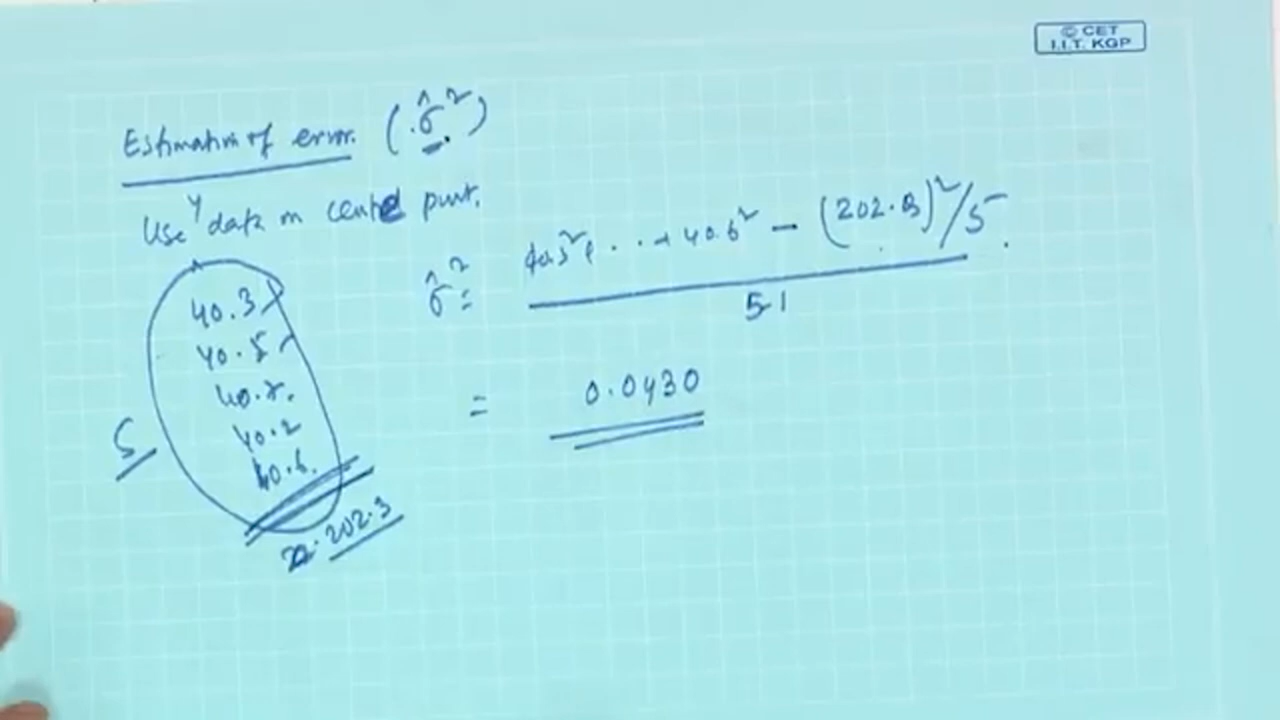 © CET
I.I.T. KGP
Estimation of error. (σ̂²)
Use y data in centre point.
40.3
40.5
40.7
40.2
40.6
5
202.3
σ̂² = 40.3² + ... + 40.6² - (202.3)²/5
5-1
= 0.0430